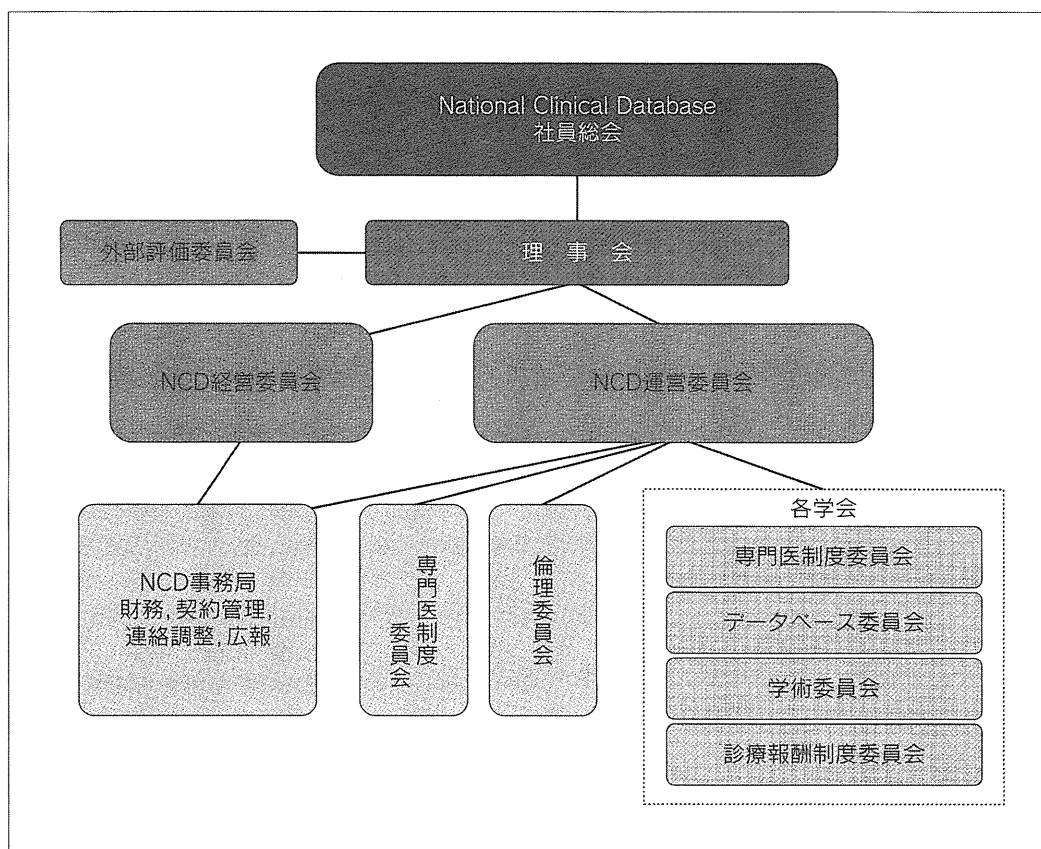 National Clinical Database
社員総会
外部評価委員会
理事会
NCD経営委員会
NCD運営委員会
NCD事務局
財務, 契約管理,
連絡調整, 広報
専門医制度
委員会
倫理委員会
各学会
専門医制度委員会
データベース委員会
学術委員会
診療報酬制度委員会